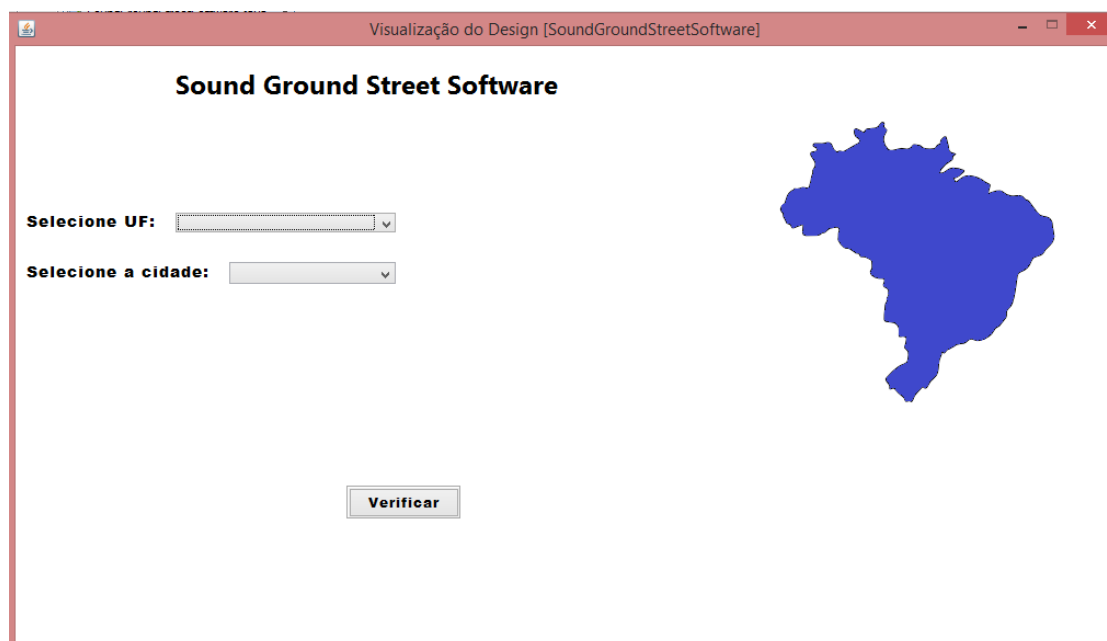 Visualização do Design [SoundGroundStreetSoftware]
Sound Ground Street Software
Selecione UF:
Selecione a cidade:
Verificar